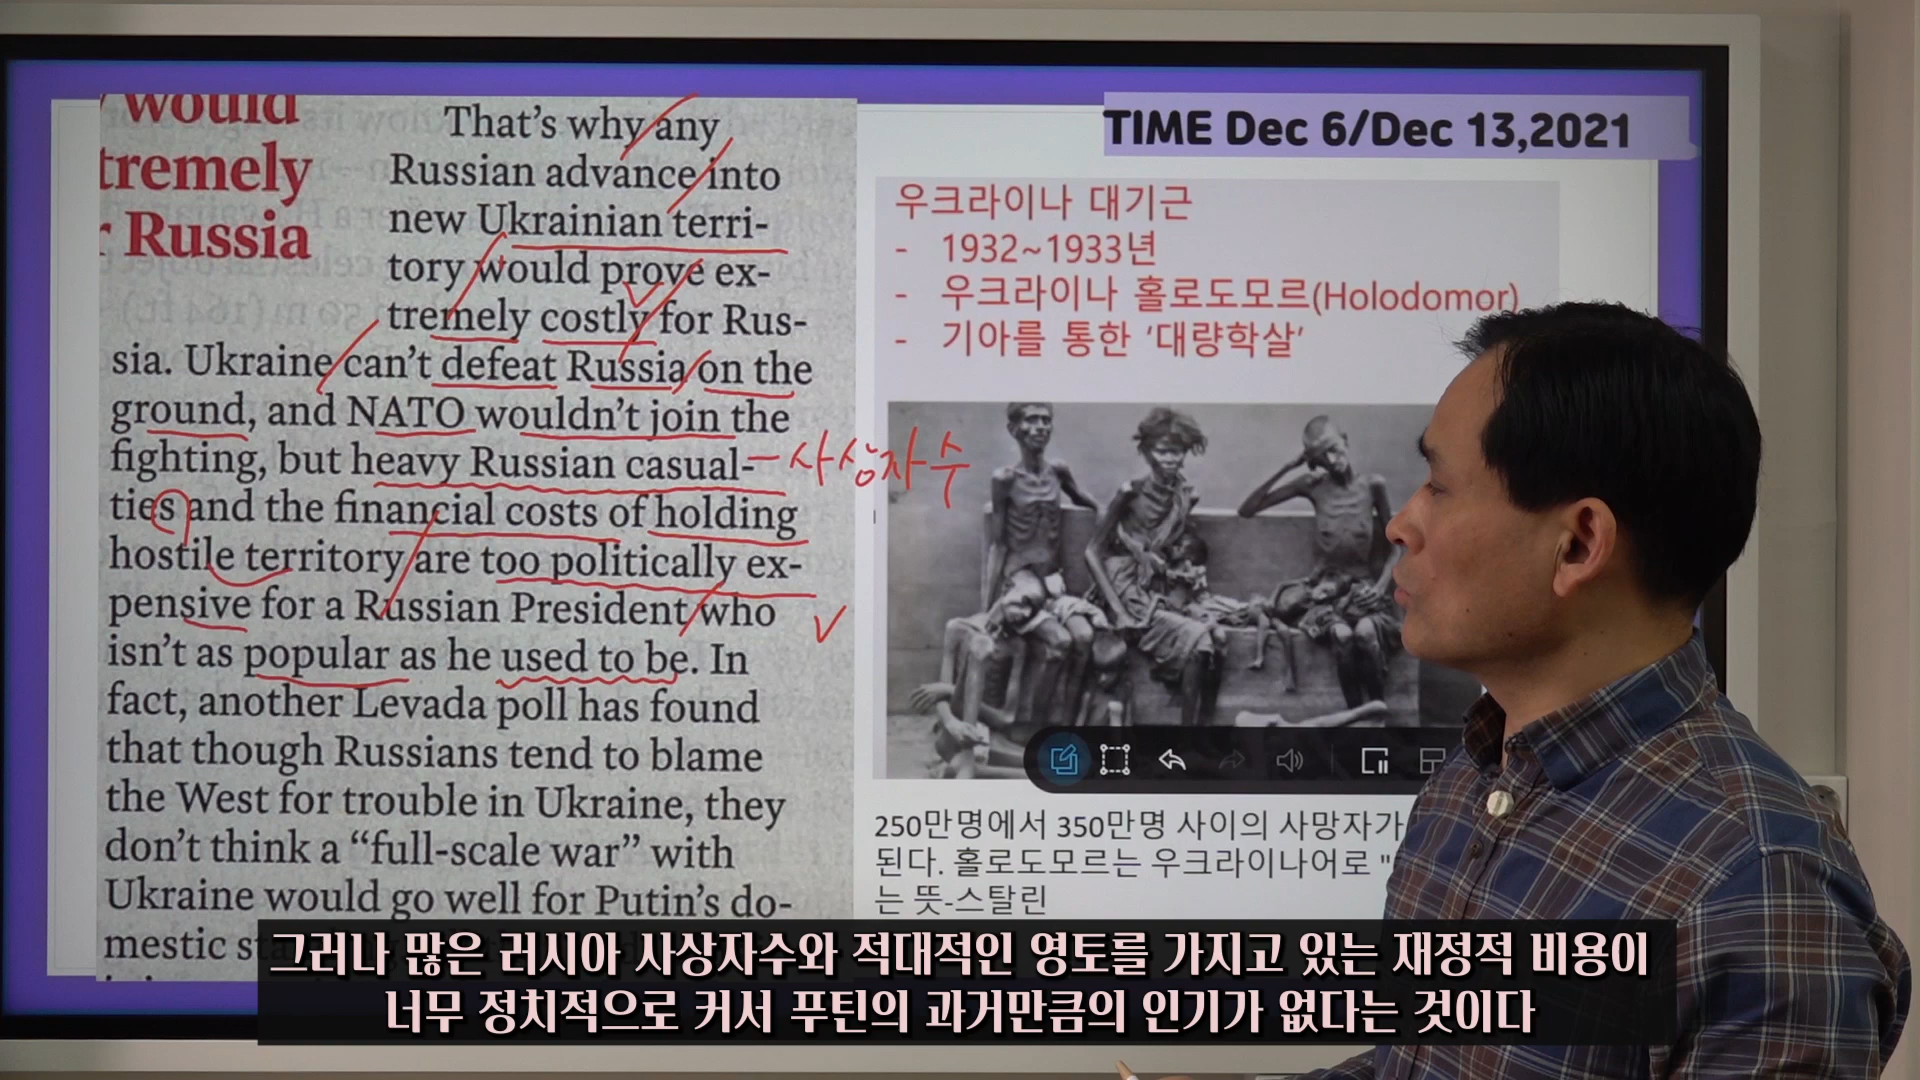 would
tremely
Russia
That's why any
Russian advance into
new Ukrainian terri-
tory would prove ex-
tremely costly for Rus-
sia. Ukraine can't defeat Russia on the
ground, and NATO wouldn't join the
fighting, but heavy Russian casual-
ties and the financial costs of holding
hostile territory are too politically ex-
pensive for a Russian President who
isn't as popular as he used to be. In
fact, another Levada poll has found
that though Russians tend to blame
the West for trouble in Ukraine, they
don't think a “full-scale war” with
Ukraine would go well for Putin's do-
mestic
사상자수
TIME Dec 6/Dec 13,2021
우크라이나 대기근
- 1932~1933년
- 우크라이나 홀로도모르(Holodomor)
- 기아를 통한 ‘대량학살’
250만명에서 350만명 사이의 사망자가
된다. 홀로도모르는 우크라이나어로 "
는 뜻-스탈린
그러나 많은 러시아 사상자수와 적대적인 영토를 가지고 있는 재정적 비용이
너무 정치적으로 커서 푸틴의 과거만큼의 인기가 없다는 것이다